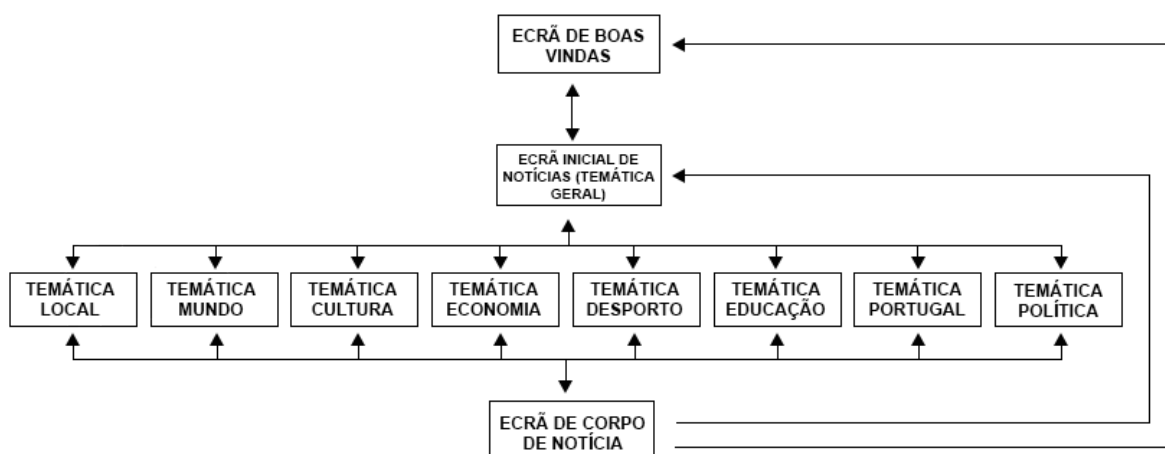 ECRÃ DE BOAS
VINDAS
ECRÃ INICIAL DE
NOTÍCIAS (TEMÁTICA
GERAL)
TEMÁTICA
LOCAL
TEMÁTICA
MUNDO
TEMÁTICA
CULTURA
TEMÁTICA
ECONOMIA
TEMÁTICA
DESPORTO
TEMÁTICA
EDUCAÇÃO
TEMÁTICA
PORTUGAL
TEMÁTICA
POLÍTICA
ECRÃ DE CORPO
DE NOTÍCIA